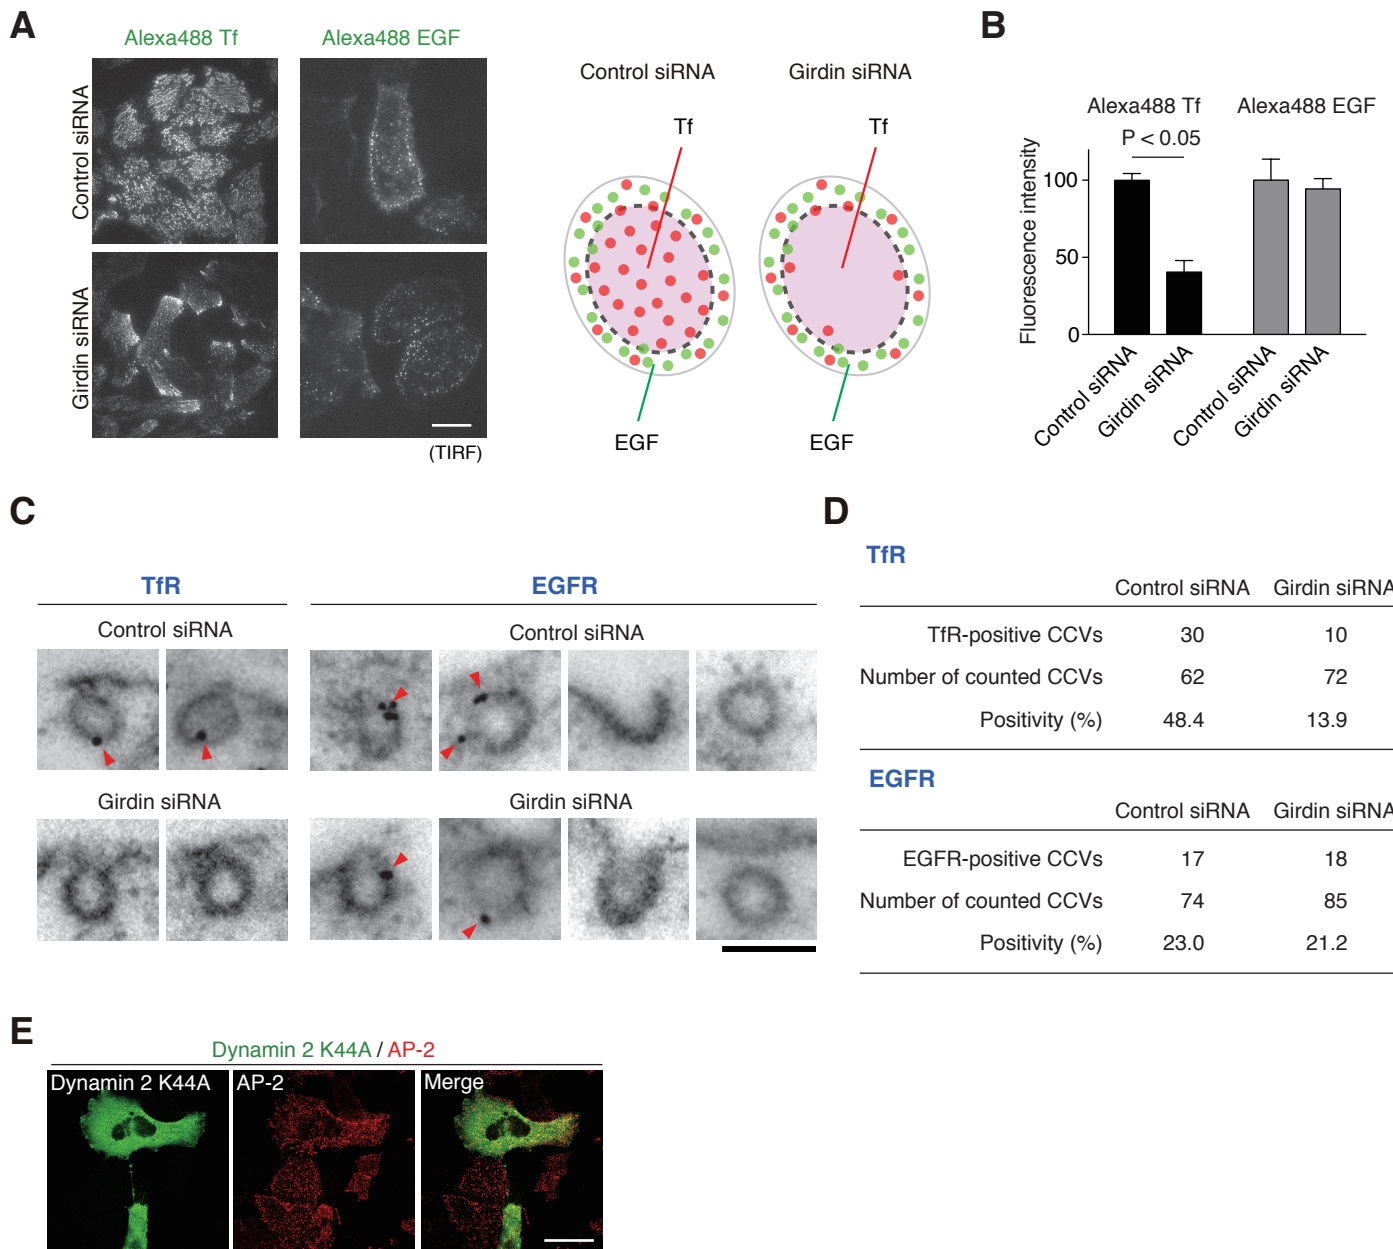 A
Alexa488 Tf
Alexa488 EGF
Control siRNA
Girdin siRNA
(TIRF)
Control siRNA
Girdin siRNA
Tf
Tf
EGF
EGF
B
Alexa488 Tf
Alexa488 EGF
P < 0.05
Fluorescence intensity
100
50
0
Control siRNA
Girdin siRNA
Control siRNA
Girdin siRNA
C
TfR
EGFR
Control siRNA
Control siRNA
Girdin siRNA
Girdin siRNA
D
TfR
Control siRNA Girdin siRNA
TfR-positive CCVs 30 10
Number of counted CCVs 62 72
Positivity (%) 48.4 13.9
EGFR
Control siRNA Girdin siRNA
EGFR-positive CCVs 17 18
Number of counted CCVs 74 85
Positivity (%) 23.0 21.2
E
Dynamin 2 K44A / AP-2
Dynamin 2 K44A
AP-2
Merge